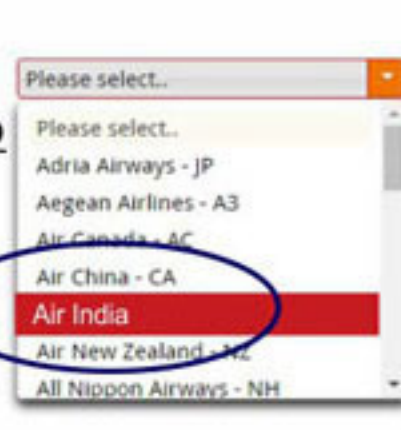 Please select..
Please select..
Adria Airways - JP
Aegean Airlines - A3
Air Canada - AC
Air China - CA
Air India
Air New Zealand - NZ
All Nippon Airways - NH